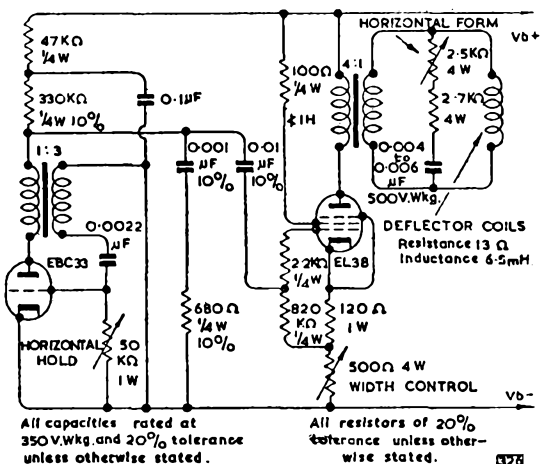 HORIZONTAL FORM
Vb+
47KΩ
1/4W
4:1
100Ω
1/4W
2.5KΩ
4W
330KΩ
1/4W 10%
0.1μF
2.7KΩ
4W
1H
1:3
0.001
μF
10%
0.01
μF
10%
0.004
to
0.006
μF
500V.Wkg.
0.0022
μF
DEFLECTOR COILS
Resistance 13 Ω
Inductance 6.5mH
EBC33
EL38
2.2KΩ
1/4W
HORIZONTAL
HOLD
50
KΩ
1W
680Ω
1/4W
10%
820
KΩ
1/4W
120Ω
1W
500Ω 4W
WIDTH CONTROL
Vb-
All capacities rated at
350V.Wkg.and 20% tolerance
unless otherwise stated.
All resistors of 20%
tolerance unless other-
wise stated.